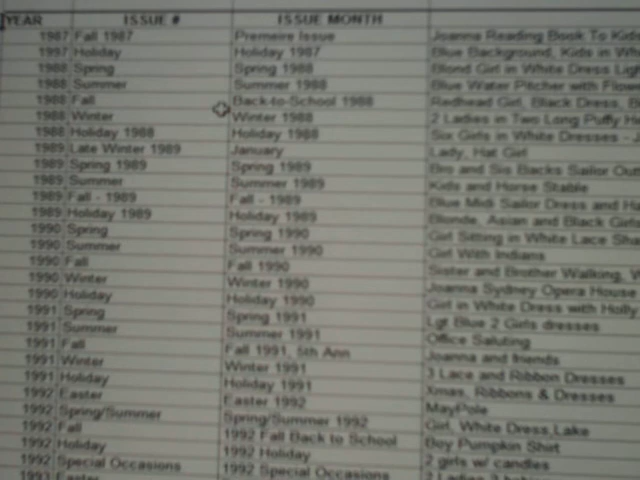 YEAR ISSUE # ISSUE MONTH
1987 Fall 1987 Premeire Issue Joanna Reading Book To Kids
1997 Holiday Holiday 1987 Blue Background, Kids in Wh
1988 Spring Spring 1988 Blond Girl in White Dress Ligh
1988 Summer Summer 1988 Blue Water Pitcher with Flow
1988 Fall Back-to-School 1988 Redhead Girl, Black Dress, B
1988 Winter Winter 1988 2 Ladies in Two Long Puffy H
1988 Holiday 1988 Holiday 1988 Six Girls in White Dresses - J
1989 Late Winter 1989 January Lady, Hat Girl
1989 Spring 1989 Spring 1989 Bro and Sis Backs Sailor Out
1989 Summer Summer 1989 Kids and Horse Stable
1989 Fall - 1989 Fall - 1989 Blue Midi Sailor Dress and Ha
1989 Holiday 1989 Holiday 1989 Blonde, Asian and Black Girls
1990 Spring Spring 1990 Girl Sitting in White Lace Sha
1990 Summer Summer 1990 Girl With Indians
1990 Fall Fall 1990 Sister and Brother Walking, W
1990 Winter Winter 1990 Joanna Sydney Opera House
1990 Holiday Holiday 1990 Girl in White Dress with Holly
1991 Spring Spring 1991 Lgt Blue 2 Girls dresses
1991 Summer Summer 1991 Office Saluting
1991 Fall Fall 1991, 5th Ann Joanna and friends
1991 Winter Winter 1991 3 Lace and Ribbon Dresses
1991 Holiday Holiday 1991 Xmas, Ribbons & Dresses
1992 Easter Easter 1992 MayPole
1992 Spring/Summer Spring/Summer 1992 Girl, White Dress,Lake
1992 Fall 1992 Fall Back to School Boy Pumpkin Shirt
1992 Holiday 1992 Holiday 2 girls w/ candles
1992 Special Occasions 1992 Special Occasions 2 Ladies 3
1993 Easter